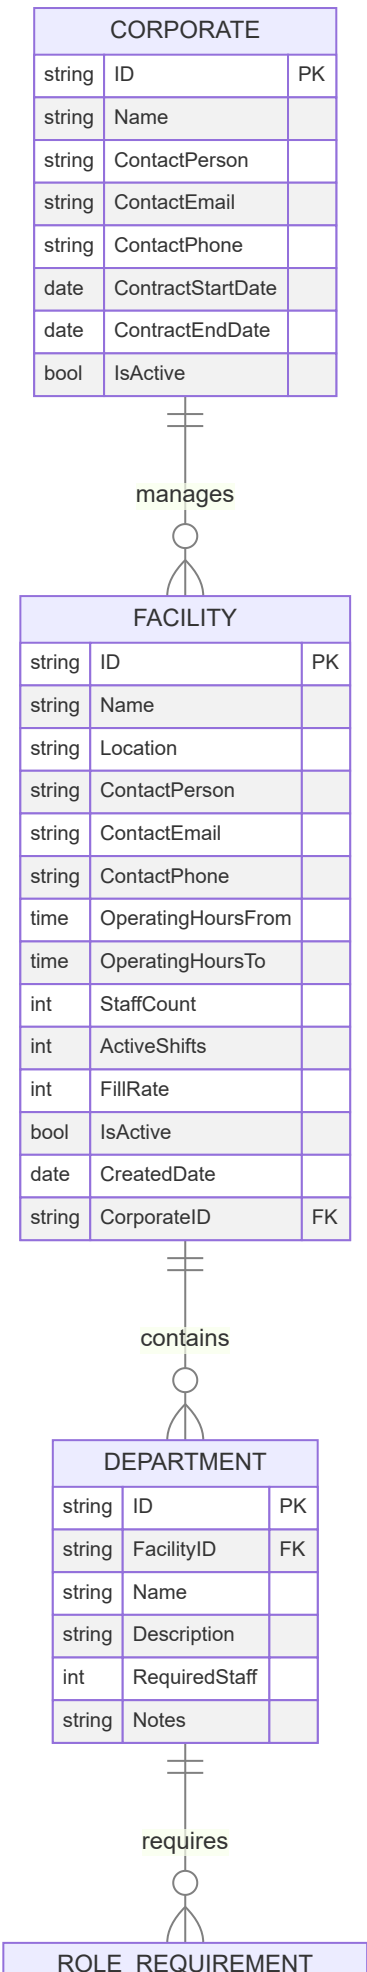 CORPORATE
string ID PK
string Name
string ContactPerson
string ContactEmail
string ContactPhone
date ContractStartDate
date ContractEndDate
bool IsActive
manages
FACILITY
string ID PK
string Name
string Location
string ContactPerson
string ContactEmail
string ContactPhone
time OperatingHoursFrom
time OperatingHoursTo
int StaffCount
int ActiveShifts
int FillRate
bool IsActive
date CreatedDate
string CorporateID FK
contains
DEPARTMENT
string ID PK
string FacilityID FK
string Name
string Description
int RequiredStaff
string Notes
requires
ROLE_REQUIREMENT